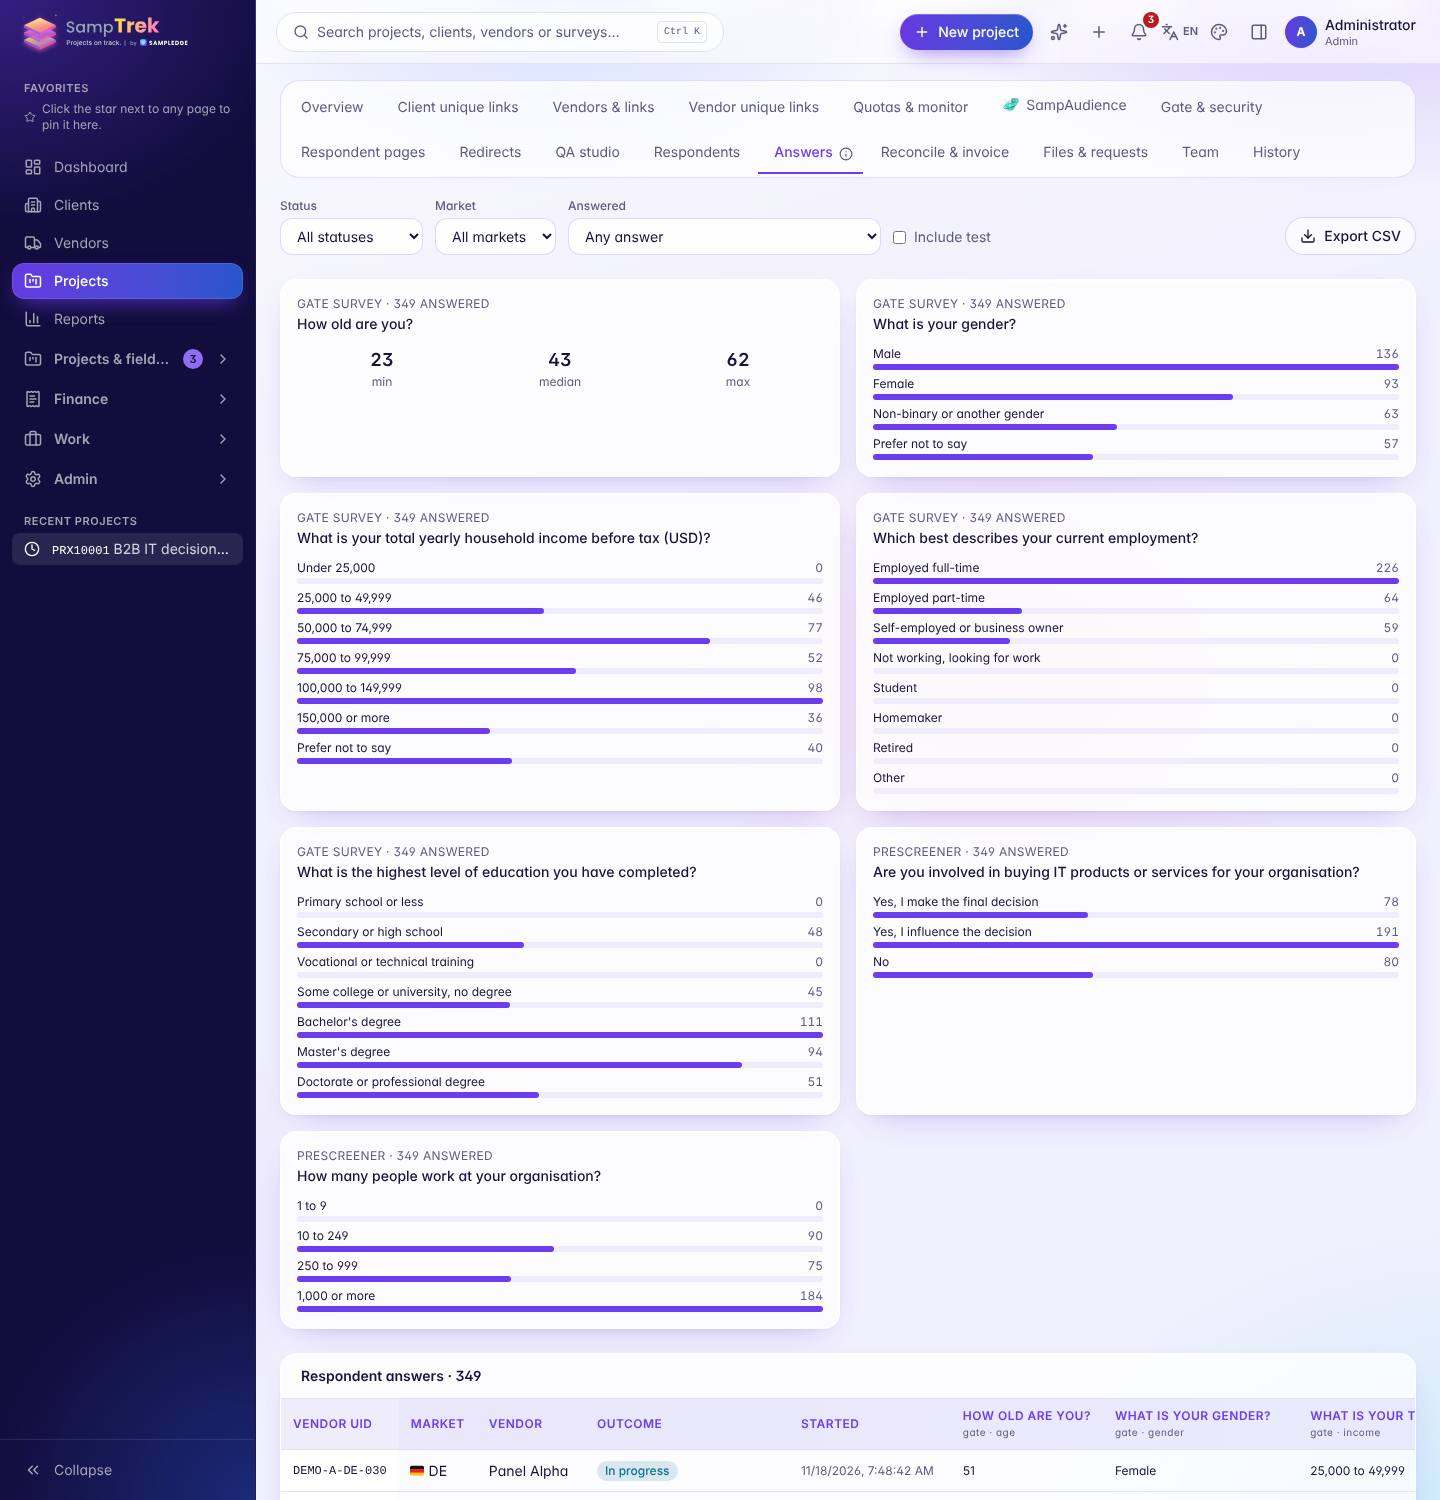 SampTrek
Projects on track. | by SAMPLEDGE
Search projects, clients, vendors or surveys...
Ctrl K
New project
3
EN
A
Administrator
Admin
FAVORITES
Click the star next to any page to
pin it here.
Dashboard
Clients
Vendors
Projects
Reports
Projects & field... 3
Finance
Work
Admin
RECENT PROJECTS
PRX10001 B2B IT decision...
Collapse
Overview Client unique links Vendors & links Vendor unique links Quotas & monitor SampAudience Gate & security
Respondent pages Redirects QA studio Respondents Answers Reconcile & invoice Files & requests Team History
Status Market Answered
All statuses All markets Any answer Include test Export CSV
GATE SURVEY · 349 ANSWERED
How old are you?
23 43 62
min median max
GATE SURVEY · 349 ANSWERED
What is your gender?
Male 136
Female 93
Non-binary or another gender 63
Prefer not to say 57
GATE SURVEY · 349 ANSWERED
What is your total yearly household income before tax (USD)?
Under 25,000 0
25,000 to 49,999 46
50,000 to 74,999 77
75,000 to 99,999 52
100,000 to 149,999 98
150,000 or more 36
Prefer not to say 40
GATE SURVEY · 349 ANSWERED
Which best describes your current employment?
Employed full-time 226
Employed part-time 64
Self-employed or business owner 59
Not working, looking for work 0
Student 0
Homemaker 0
Retired 0
Other 0
GATE SURVEY · 349 ANSWERED
What is the highest level of education you have completed?
Primary school or less 0
Secondary or high school 48
Vocational or technical training 0
Some college or university, no degree 45
Bachelor's degree 111
Master's degree 94
Doctorate or professional degree 51
PRESCREENER · 349 ANSWERED
Are you involved in buying IT products or services for your organisation?
Yes, I make the final decision 78
Yes, I influence the decision 191
No 80
PRESCREENER · 349 ANSWERED
How many people work at your organisation?
1 to 9 0
10 to 249 90
250 to 999 75
1,000 or more 184
Respondent answers · 349
VENDOR UID MARKET VENDOR OUTCOME STARTED HOW OLD ARE YOU? WHAT IS YOUR GENDER? WHAT IS YOUR T
gate · age gate · gender gate · income
DEMO-A-DE-030 DE Panel Alpha In progress 11/18/2026, 7:48:42 AM 51 Female 25,000 to 49,999